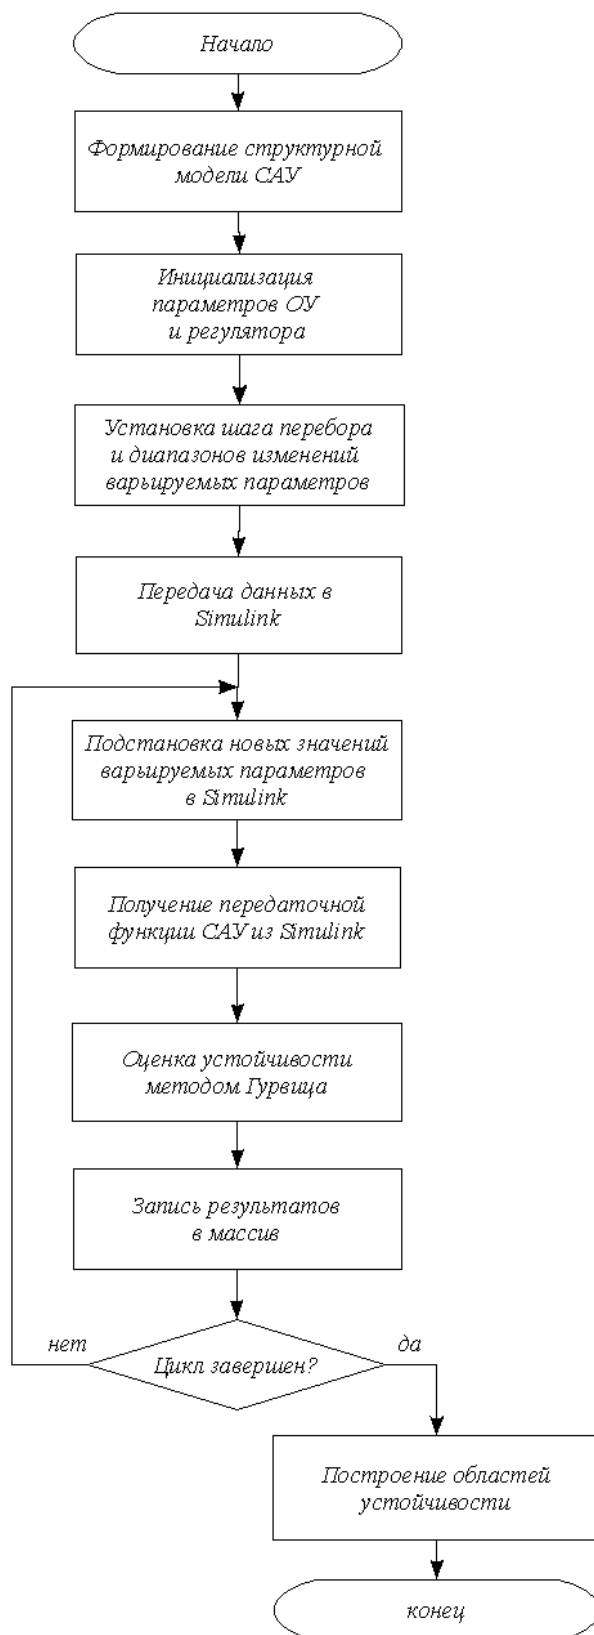 Начало
Формирование структурной
модели САУ
Инициализация
параметров ОУ
и регулятора
Установка шага перебора
и диапазонов изменений
варьируемых параметров
Передача данных в
Simulink
Подстановка новых значений
варьируемых параметров
в Simulink
Получение передаточной
функции САУ из Simulink
Оценка устойчивости
методом Гурвица
Запись результатов
в массив
нет
Цикл завершен?
да
Построение областей
устойчивости
конец